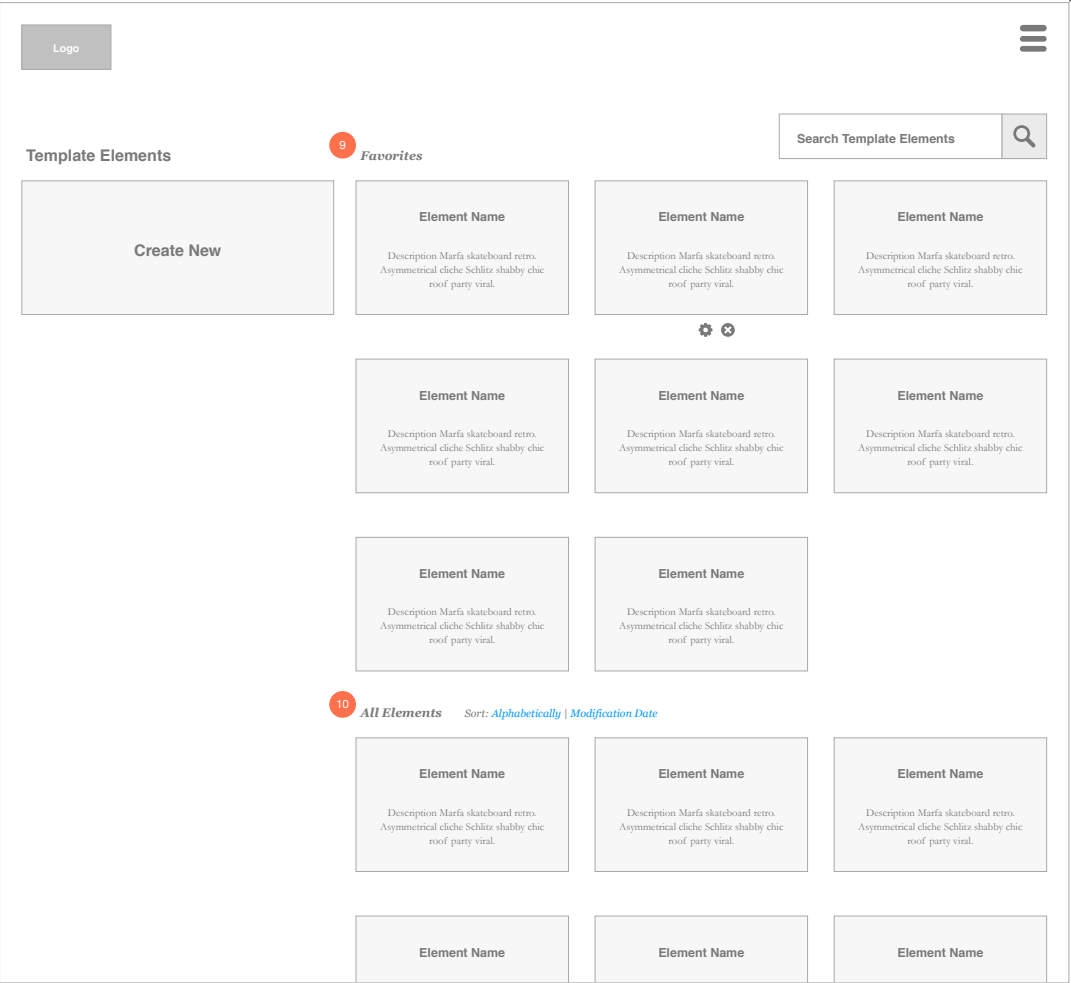 Logo
Search Template Elements
Template Elements
9
Favorites
Create New
Element Name
Description Marfa skateboard retro.
Asymmetrical cliche Schlitz shabby chic
roof party viral.
Element Name
Description Marfa skateboard retro.
Asymmetrical cliche Schlitz shabby chic
roof party viral.
Element Name
Description Marfa skateboard retro.
Asymmetrical cliche Schlitz shabby chic
roof party viral.
Element Name
Description Marfa skateboard retro.
Asymmetrical cliche Schlitz shabby chic
roof party viral.
Element Name
Description Marfa skateboard retro.
Asymmetrical cliche Schlitz shabby chic
roof party viral.
Element Name
Description Marfa skateboard retro.
Asymmetrical cliche Schlitz shabby chic
roof party viral.
Element Name
Description Marfa skateboard retro.
Asymmetrical cliche Schlitz shabby chic
roof party viral.
Element Name
Description Marfa skateboard retro.
Asymmetrical cliche Schlitz shabby chic
roof party viral.
10
All Elements Sort: Alphabetically | Modification Date
Element Name
Description Marfa skateboard retro.
Asymmetrical cliche Schlitz shabby chic
roof party viral.
Element Name
Description Marfa skateboard retro.
Asymmetrical cliche Schlitz shabby chic
roof party viral.
Element Name
Description Marfa skateboard retro.
Asymmetrical cliche Schlitz shabby chic
roof party viral.
Element Name
Element Name
Element Name